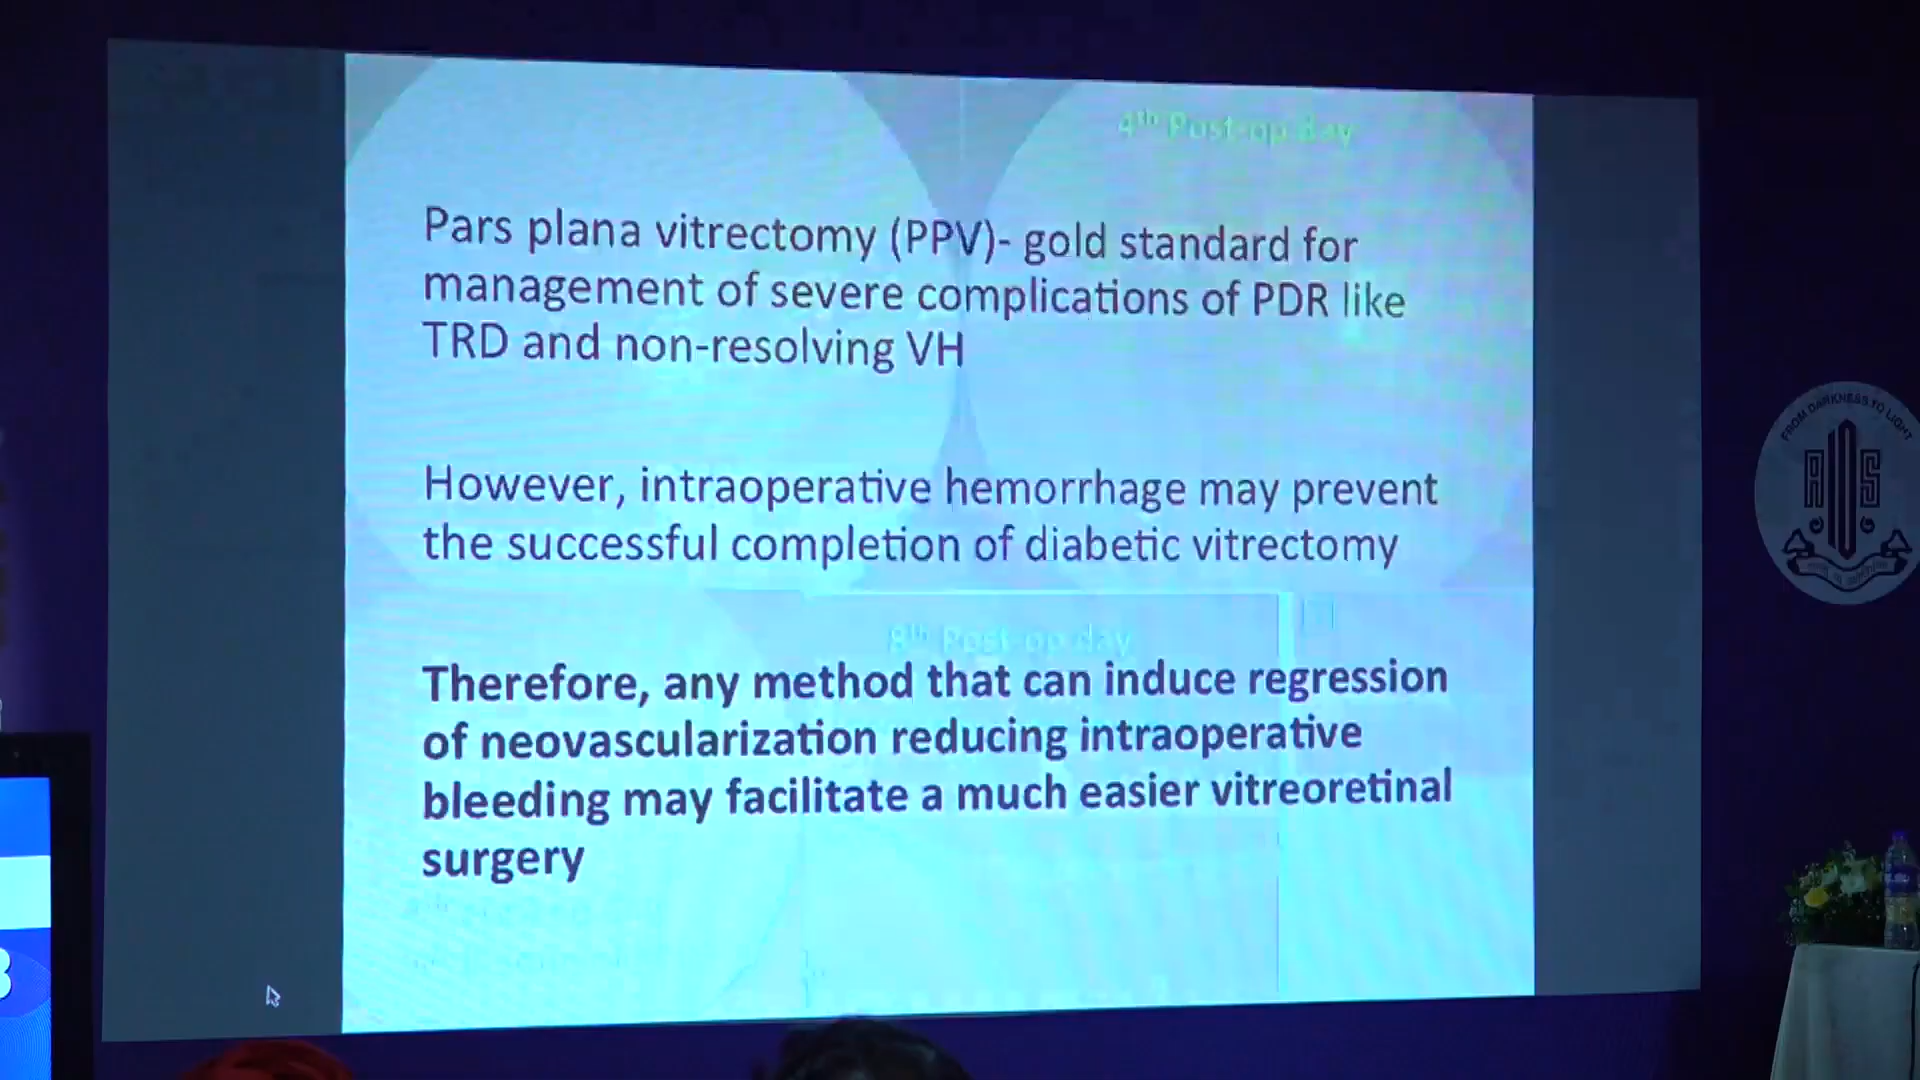 4th Post-op day
Pars plana vitrectomy (PPV)- gold standard for
management of severe complications of PDR like
TRD and non-resolving VH
However, intraoperative hemorrhage may prevent
the successful completion of diabetic vitrectomy
8th Post-op day
Therefore, any method that can induce regression
of neovascularization reducing intraoperative
bleeding may facilitate a much easier vitreoretinal
surgery
FROM DARKNESS TO LIGHT
AIOS